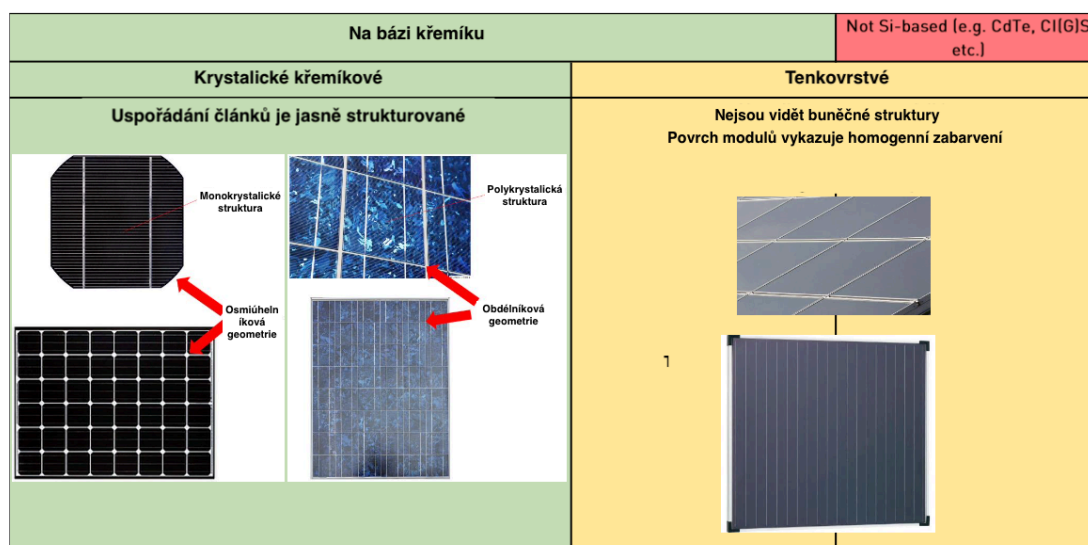 Na bázi křemíku
Not Si-based (e.g. CdTe, CI(G)S
etc.)
Krystalické křemíkové
Tenkovrstvé
Uspořádání článků je jasně strukturované
Nejsou vidět buněčné struktury
Povrch modulů vykazuje homogenní zabarvení
Monokrystalické
struktura
Polykrystalická
struktura
Osmiúheln
íková
geometrie
Obdélníková
geometrie
1